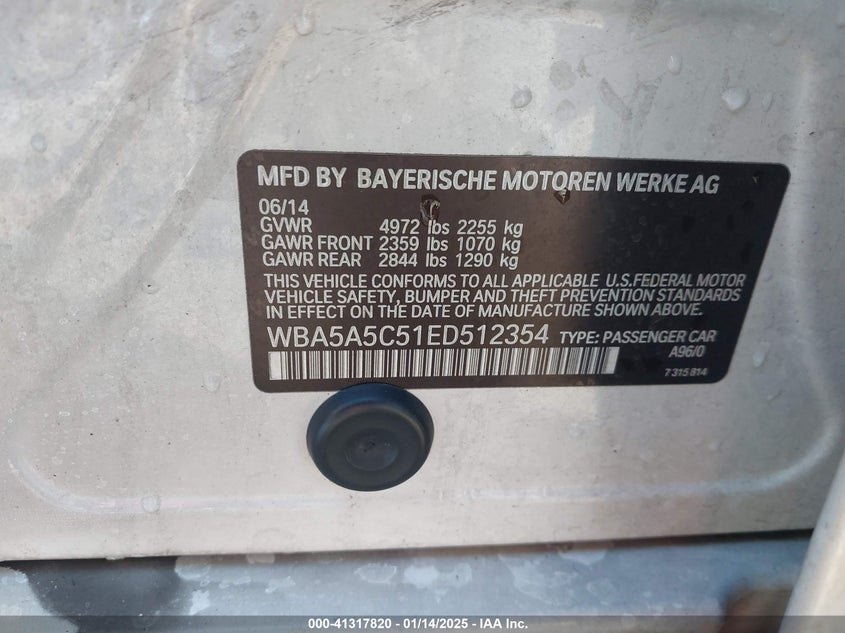 MFD BY BAYERISCHE MOTOREN WERKE AG
06/14
GVWR 4972 lbs 2255 kg
GAWR FRONT 2359 lbs 1070 kg
GAWR REAR 2844 lbs 1290 kg
THIS VEHICLE CONFORMS TO ALL APPLICABLE U.S.FEDERAL MOTOR
VEHICLE SAFETY, BUMPER AND THEFT PREVENTION STANDARDS
IN EFFECT ON THE DATE OF MANUFACTURE SHOWN ABOVE.
WBA5A5C51ED512354 TYPE: PASSENGER CAR
A96/0
7 315 814
000-41317820 - 01/14/2025 - IAA Inc.